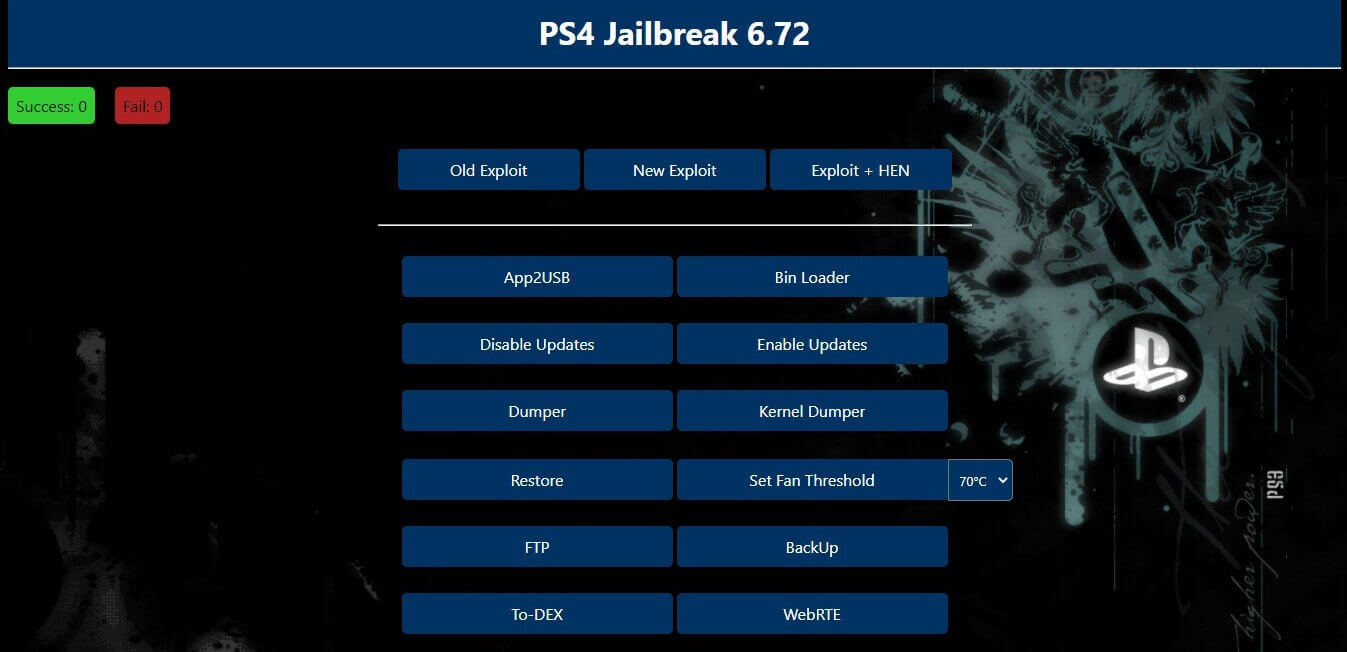 PS4 Jailbreak 6.72
Success: 0 Fail: 0
Old Exploit New Exploit Exploit + HEN
App2USB Bin Loader
Disable Updates Enable Updates
Dumper Kernel Dumper
Restore Set Fan Threshold 70°C
FTP BackUp
To-DEX WebRTE
higher power.